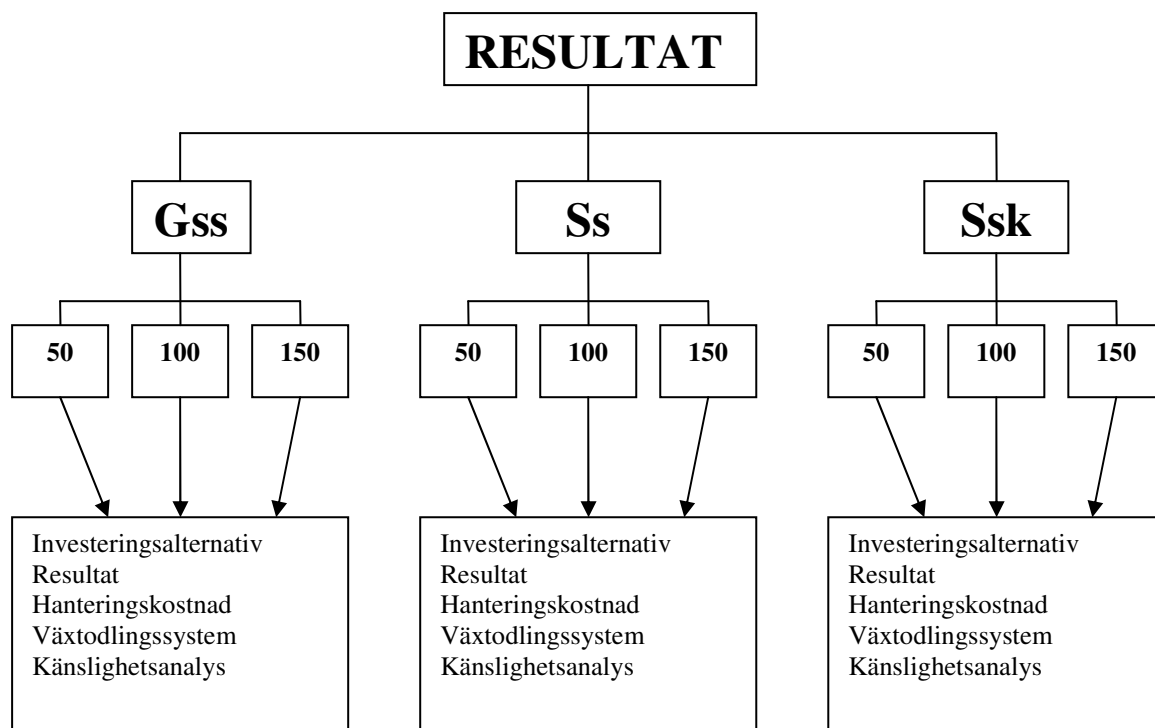 RESULTAT
Gss
Ss
Ssk
50
100
150
50
100
150
50
100
150
Investeringsalternativ
Resultat
Hanteringskostnad
Växtodlingssystem
Känslighetsanalys
Investeringsalternativ
Resultat
Hanteringskostnad
Växtodlingssystem
Känslighetsanalys
Investeringsalternativ
Resultat
Hanteringskostnad
Växtodlingssystem
Känslighetsanalys